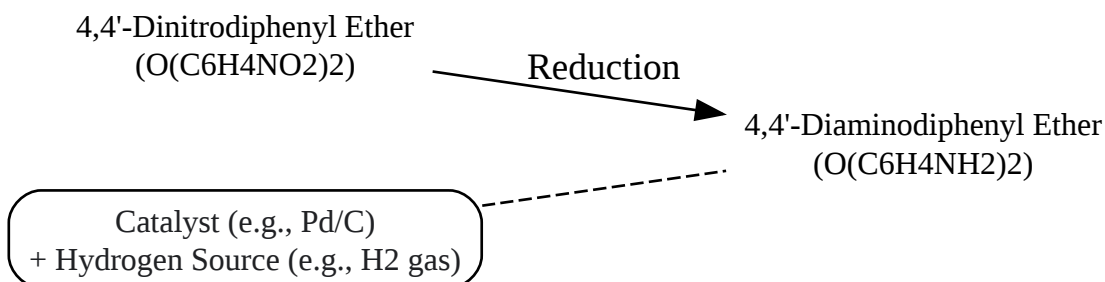 4,4'-Dinitrodiphenyl Ether
(O(C6H4NO2)2)
Reduction
4,4'-Diaminodiphenyl Ether
(O(C6H4NH2)2)
Catalyst (e.g., Pd/C)
+ Hydrogen Source (e.g., H2 gas)